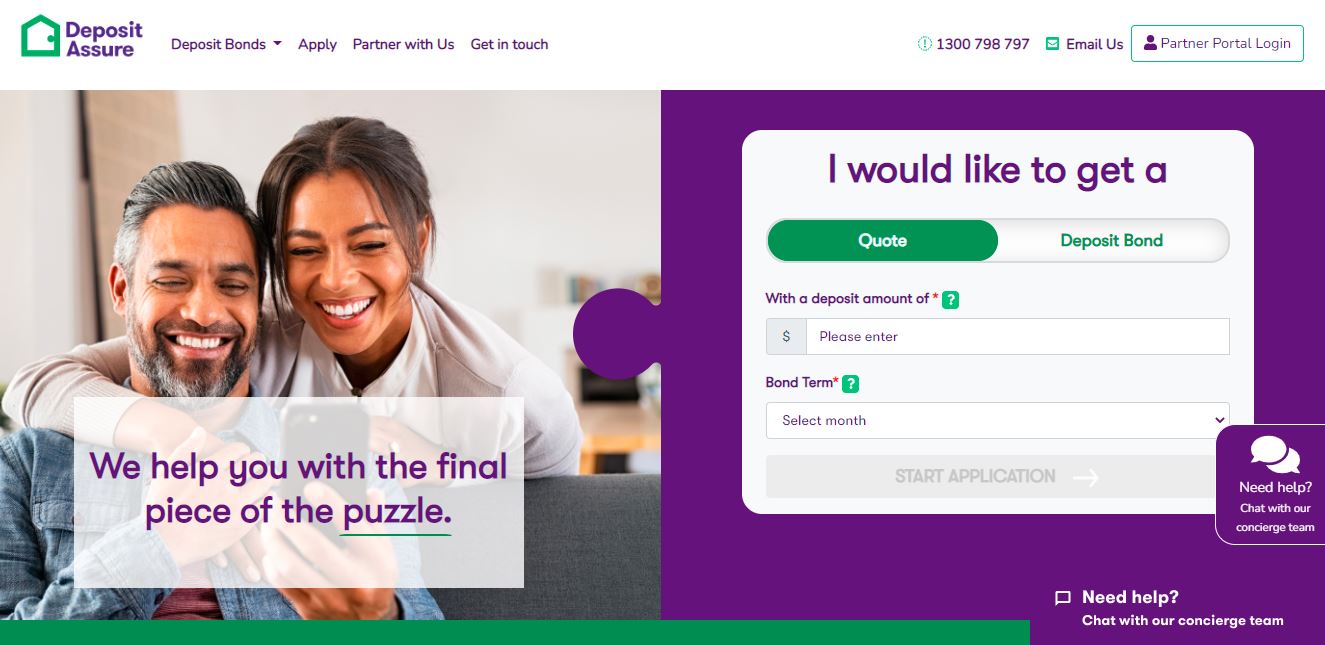 Deposit
Assure
Deposit Bonds
Apply
Partner with Us
Get in touch
1300 798 797
Email Us
Partner Portal Login
We help you with the final
piece of the puzzle.
I would like to get a
Quote
Deposit Bond
With a deposit amount of * ?
$
Please enter
Bond Term* ?
Select month
START APPLICATION
Need help?
Chat with our
concierge team
Need help?
Chat with our concierge team